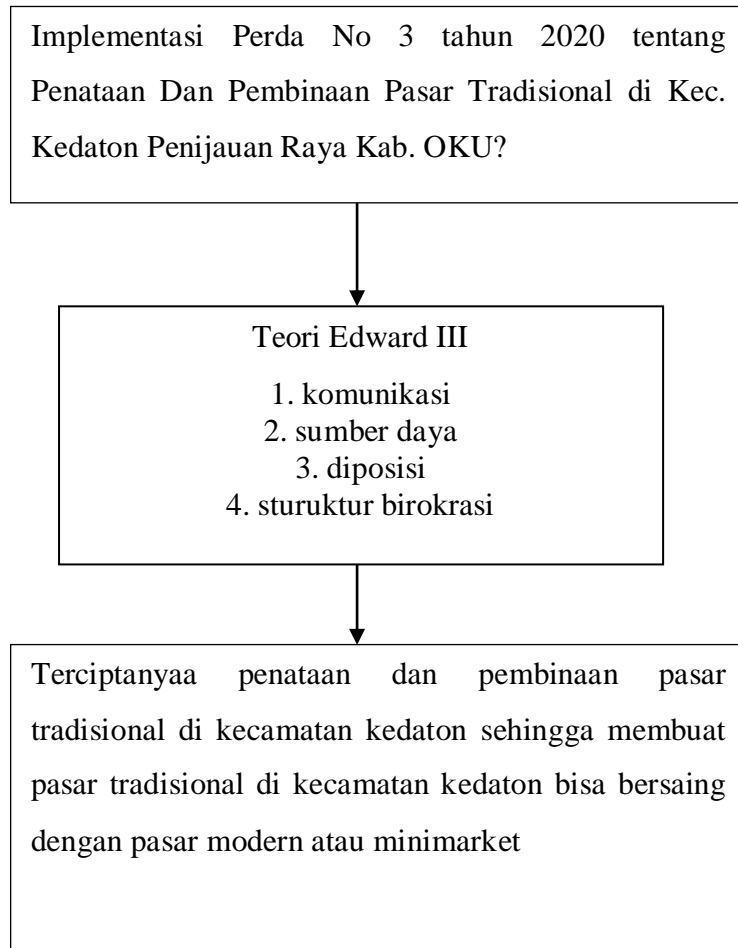 Implementasi Perda No 3 tahun 2020 tentang
Penataan Dan Pembinaan Pasar Tradisional di Kec.
Kedaton Penijauan Raya Kab. OKU?
Teori Edward III
1. komunikasi
2. sumber daya
3. diposisi
4. sturuktur birokrasi
Terciptanyaa penataan dan pembinaan pasar
tradisional di kecamatan kedaton sehingga membuat
pasar tradisional di kecamatan kedaton bisa bersaing
dengan pasar modern atau minimarket